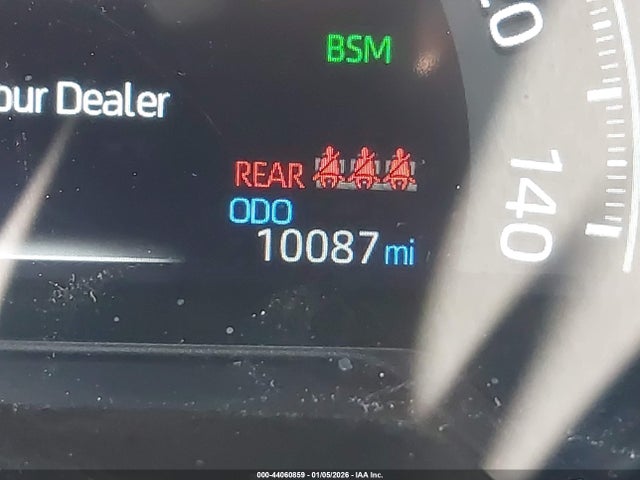 BSM
our Dealer
REAR
ODO
10087 mi
140
000-44060859 - 01/05/2026 - IAA Inc.